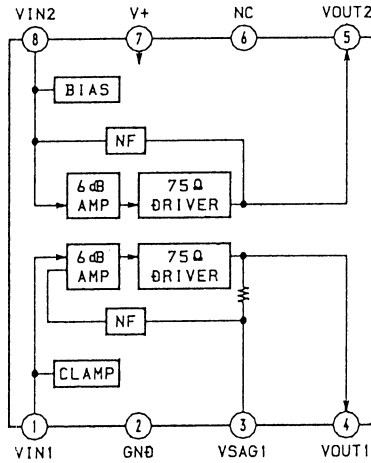 VIN2 V+ NC VOUT2
8 7 6 5
BIAS
NF
6dB AMP
75Ω DRIVER
6dB AMP
75Ω DRIVER
NF
CLAMP
1 2 3 4
VIN1 GND VSAG1 VOUT1